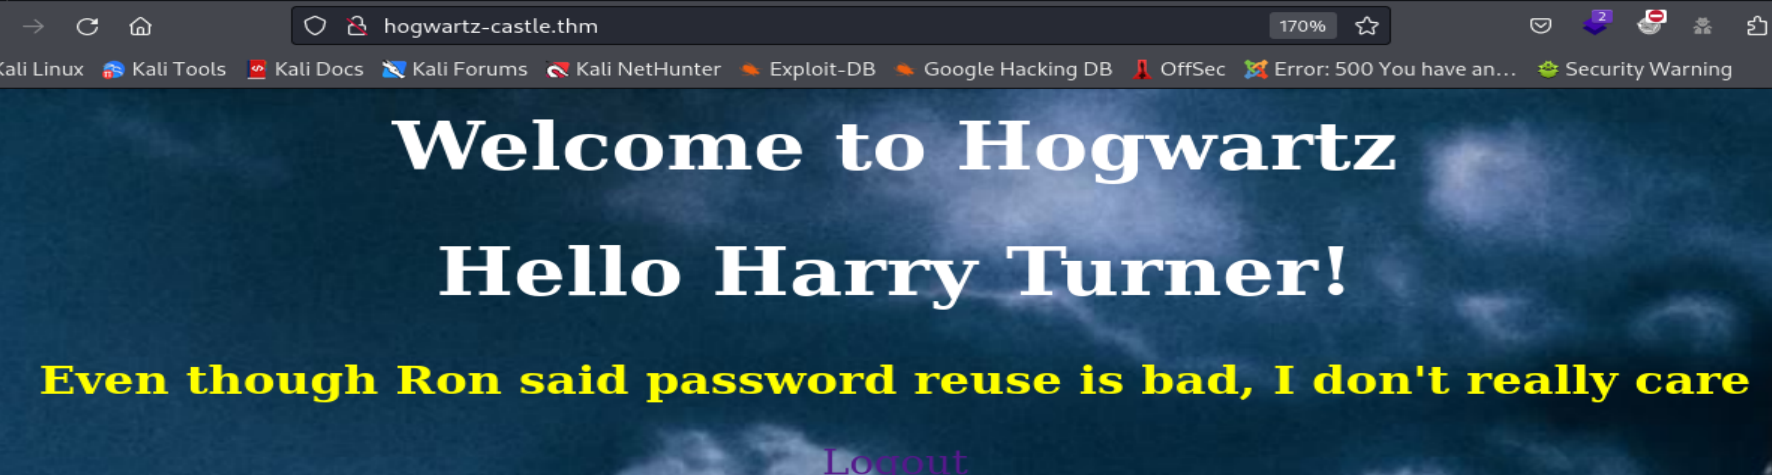 hogwartz-castle.thm 170% 2
Kali Linux Kali Tools Kali Docs Kali Forums Kali NetHunter Exploit-DB Google Hacking DB OffSec Error: 500 You have an... Security Warning
Welcome to Hogwartz
Hello Harry Turner!
Even though Ron said password reuse is bad, I don't really care
Logout